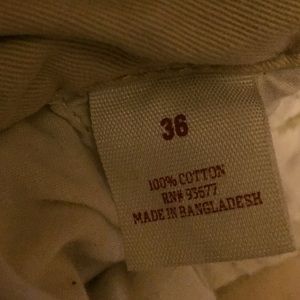 36
100% COTTON
RN# 93677
MADE IN BANGLADESH